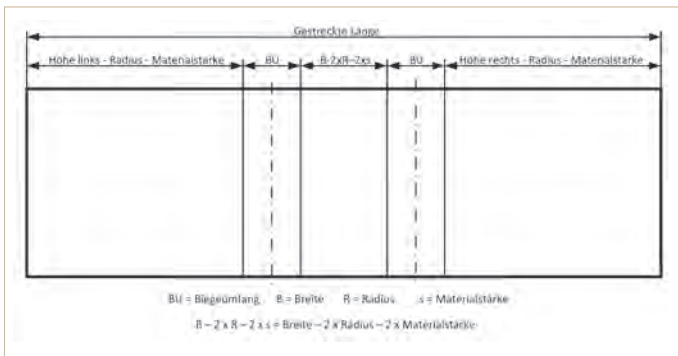 Gestreckte Länge
Höhe links - Radius - Materialstärke BU B-2xR-2xs BU Höhe rechts - Radius - Materialstärke
BU = Biegeumfang B = Breite R = Radius s = Materialstärke
B – 2 x R – 2 x s = Breite – 2 x Radius – 2 x Materialstärke